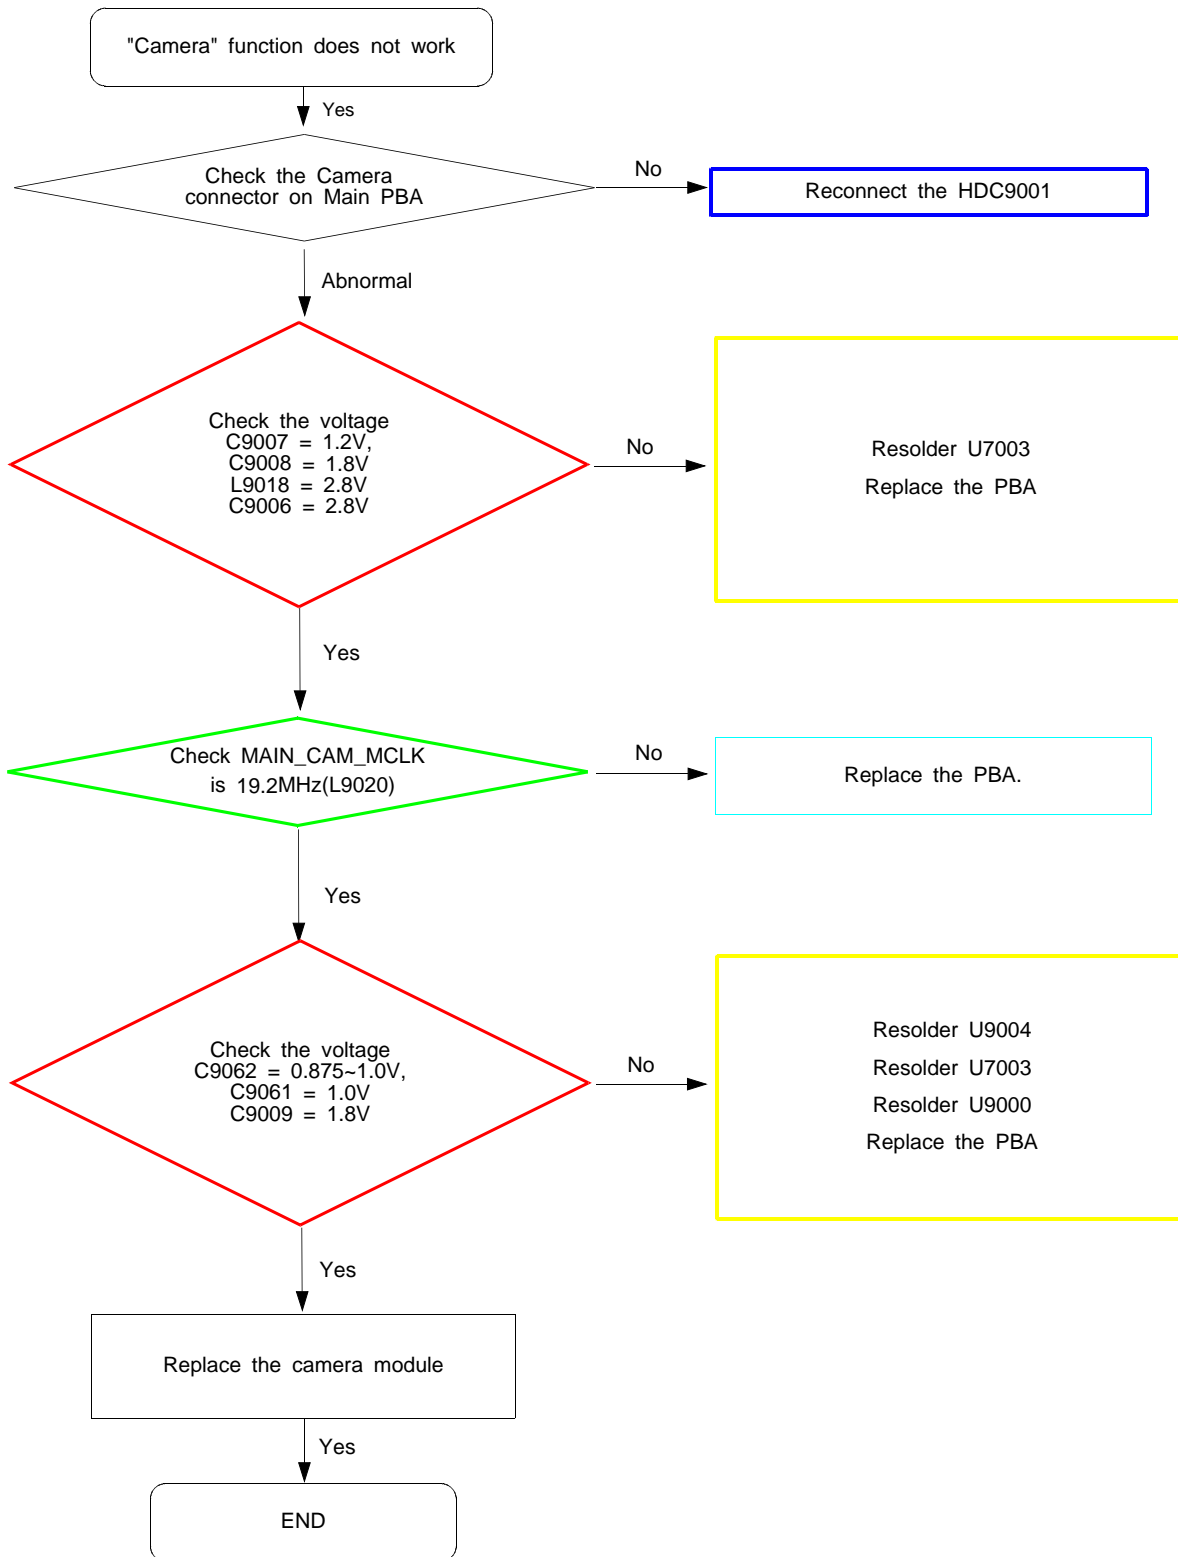 "Camera" function does not work
Yes
Check the Camera
connector on Main PBA
No
Reconnect the HDC9001
Abnormal
Check the voltage
C9007 = 1.2V,
C9008 = 1.8V
L9018 = 2.8V
C9006 = 2.8V
No
Resolder U7003
Replace the PBA
Yes
Check MAIN_CAM_MCLK
is 19.2MHz(L9020)
No
Replace the PBA.
Yes
Check the voltage
C9062 = 0.875~1.0V,
C9061 = 1.0V
C9009 = 1.8V
No
Resolder U9004
Resolder U7003
Resolder U9000
Replace the PBA
Yes
Replace the camera module
Yes
END